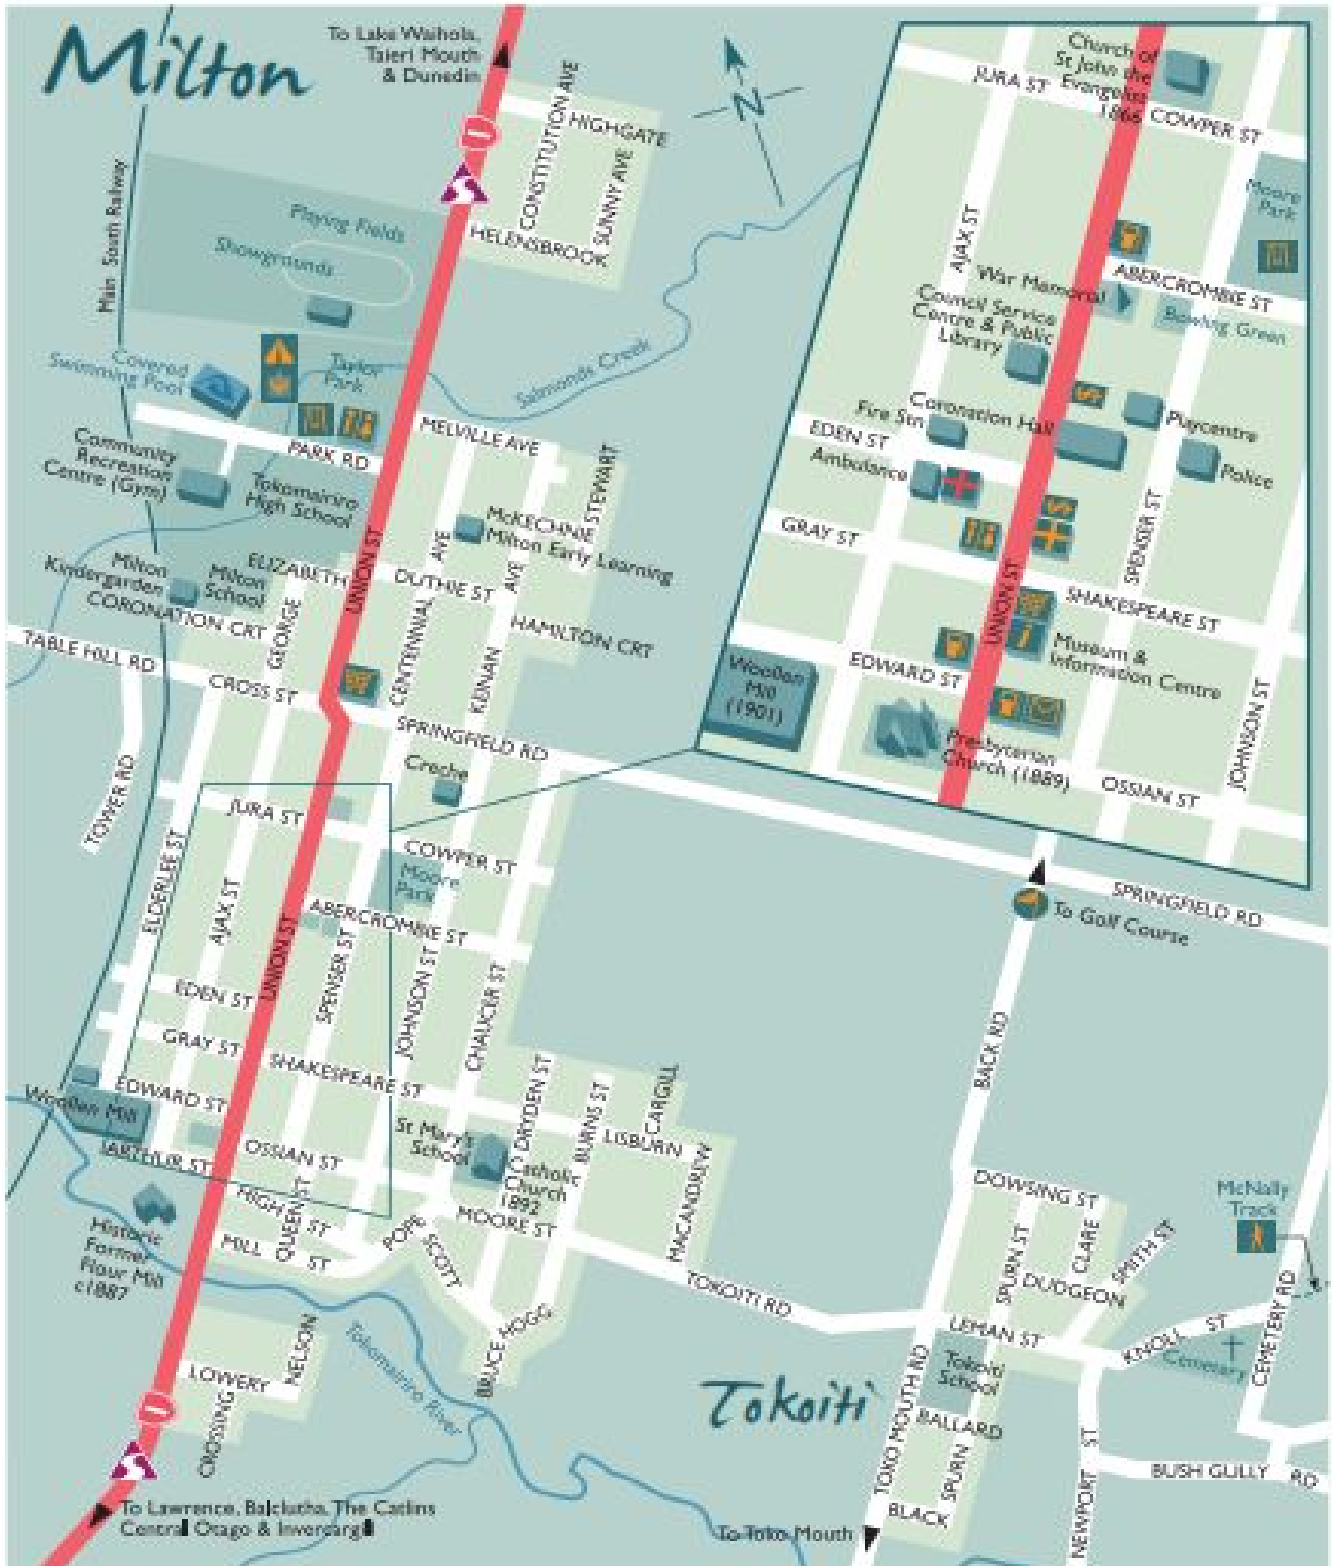 Milton
To Lake Waihola,
Taieri Mouth
& Dunedin
N
Main South Railway
CONSTITUTION AVE
HIGHGATE
SUNNY AVE
HELENSBROOK
Playing Fields
Showgrounds
Covered
Swimming Pool
Taylor
Park
Salmonds Creek
MELVILLE AVE
PARK RD
Community
Recreation
Centre (Gym)
Tokomairiro
High School
STEWART
McKECHNIE
Milton Early Learning
AVE
AVE
Milton
Kindergarden
Milton
School
ELIZABETH
UNION ST
DUTHIE ST
CORONATION CRT
GEORGE
CENTENNIAL
HAMILTON CRT
TABLE HILL RD
CROSS ST
KEINAN
SPRINGFIELD RD
TOWER RD
Creche
JURA ST
COWPER ST
Moore
Park
ELDERLEE ST
AJAX ST
ABERCROMBIE ST
UNION ST
SPENSER ST
JOHNSON ST
CHAUCER ST
EDEN ST
GRAY ST
SHAKESPEARE ST
EDWARD ST
Woollen Mill
DRYDEN ST
BURNS ST
CARGILL
LISBURN
St Mary's
School
OSSIAN ST
ARTHUR ST
Catholic
Church
1892
MACANDREW
HIGH ST
QUEEN ST
MOORE ST
POPE
SCOTT
MILL ST
Historic
Former
Flour Mill
c1887
TOKOITI RD
BRUCE
HOGG
NELSON
LOWERY
CROSSING
Tokomairiro River
To Lawrence, Balclutha, The Catlins
Central Otago & Invercargill
Church of
St John the
Evangelist
1866
JURA ST
COWPER ST
Moore
Park
AJAX ST
War Memorial
ABERCROMBIE ST
Bowling Green
Council Service
Centre & Public
Library
Coronation Hall
Playcentre
Fire Stn
EDEN ST
Ambulance
Police
GRAY ST
SPENSER ST
UNION ST
SHAKESPEARE ST
Museum &
Information Centre
EDWARD ST
Woollen
Mill
(1901)
Presbyterian
Church (1889)
JOHNSON ST
OSSIAN ST
SPRINGFIELD RD
To Golf Course
BACK RD
DOWSING ST
McNally
Track
SPURN ST
CLARE
SMITH ST
DUDGEON
LEMAN ST
KNOLL ST
CEMETERY RD
Cemetery
Tokoiti
School
Tokoiti
TOKO MOUTH RD
BALLARD
SPURN
NEWPORT ST
BUSH GULLY RD
BLACK
To Toko Mouth